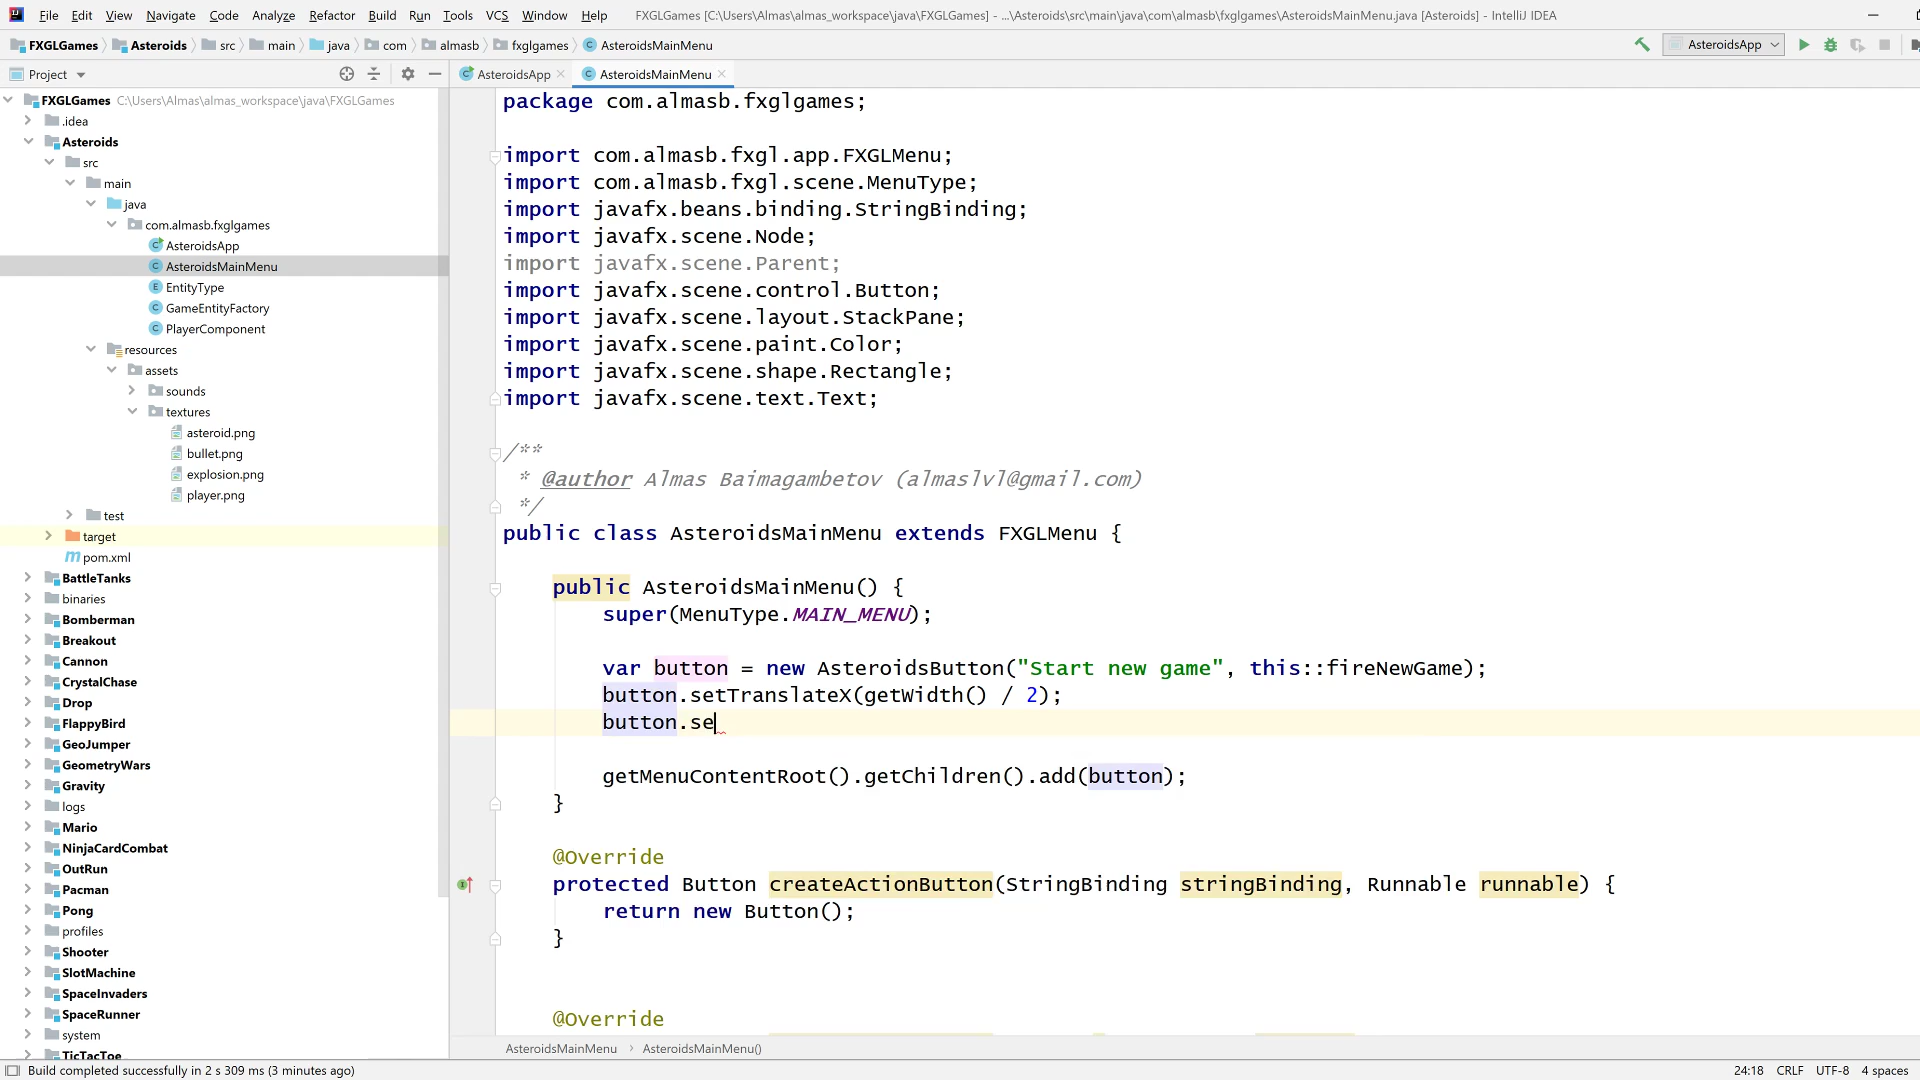 File Edit View Navigate Code Analyze Refactor Build Run Tools VCS Window Help FXGLGames [C:\Users\Almas\almas_workspace\java\FXGLGames] - ...\Asteroids\src\main\java\com\almasb\fxglgames\AsteroidsMainMenu.java [Asteroids] - IntelliJ IDEA
FXGLGames Asteroids src main java com almasb fxglgames AsteroidsMainMenu AsteroidsApp
Project
AsteroidsApp AsteroidsMainMenu
FXGLGames C:\Users\Almas\almas_workspace\java\FXGLGames
.idea
Asteroids
src
main
java
com.almasb.fxglgames
AsteroidsApp
AsteroidsMainMenu
EntityType
GameEntityFactory
PlayerComponent
resources
assets
sounds
textures
asteroid.png
bullet.png
explosion.png
player.png
test
target
pom.xml
BattleTanks
binaries
Bomberman
Breakout
Cannon
CrystalChase
Drop
FlappyBird
GeoJumper
GeometryWars
Gravity
logs
Mario
NinjaCardCombat
OutRun
Pacman
Pong
profiles
Shooter
SlotMachine
SpaceInvaders
SpaceRunner
system
TicTacToe
package com.almasb.fxglgames;
import com.almasb.fxgl.app.FXGLMenu;
import com.almasb.fxgl.scene.MenuType;
import javafx.beans.binding.StringBinding;
import javafx.scene.Node;
import javafx.scene.Parent;
import javafx.scene.control.Button;
import javafx.scene.layout.StackPane;
import javafx.scene.paint.Color;
import javafx.scene.shape.Rectangle;
import javafx.scene.text.Text;
/**
* @author Almas Baimagambetov (almaslvl@gmail.com)
*/
public class AsteroidsMainMenu extends FXGLMenu {
public AsteroidsMainMenu() {
super(MenuType.MAIN_MENU);
var button = new AsteroidsButton("Start new game", this::fireNewGame);
button.setTranslateX(getWidth() / 2);
button.se
getMenuContentRoot().getChildren().add(button);
}
@Override
protected Button createActionButton(StringBinding stringBinding, Runnable runnable) {
return new Button();
}
@Override
AsteroidsMainMenu AsteroidsMainMenu()
Build completed successfully in 2 s 309 ms (3 minutes ago) 24:18 CRLF UTF-8 4 spaces